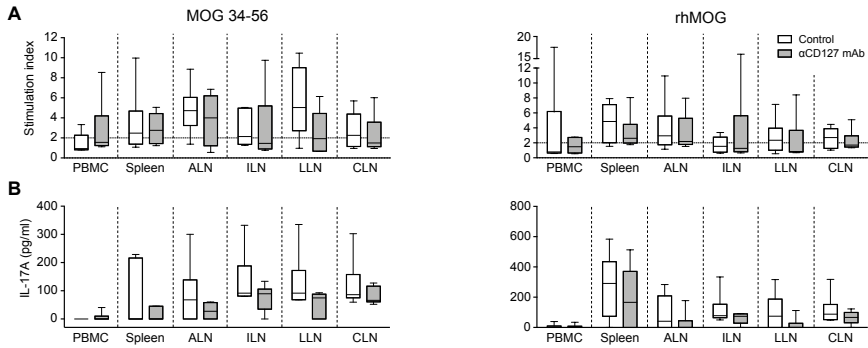 A
MOG 34-56
rhMOG
Control
αCD127 mAb
Stimulation index
12
10
8
6
4
2
0
PBMC Spleen ALN ILN LLN CLN
20
15
10
8
6
4
2
0
PBMC Spleen ALN ILN LLN CLN
B
IL-17A (pg/ml)
400
300
200
100
0
PBMC Spleen ALN ILN LLN CLN
800
600
400
200
0
PBMC Spleen ALN ILN LLN CLN